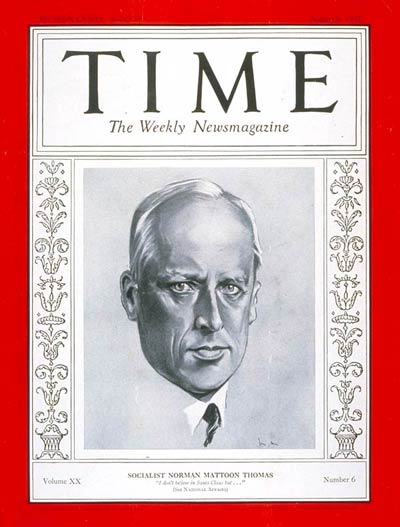 TIME
The Weekly Newsmagazine
Volume XX
SOCIALIST NORMAN MATTOON THOMAS
Number 6
"I don't believe in Santa Claus but . . ."
(See NATIONAL AFFAIRS)